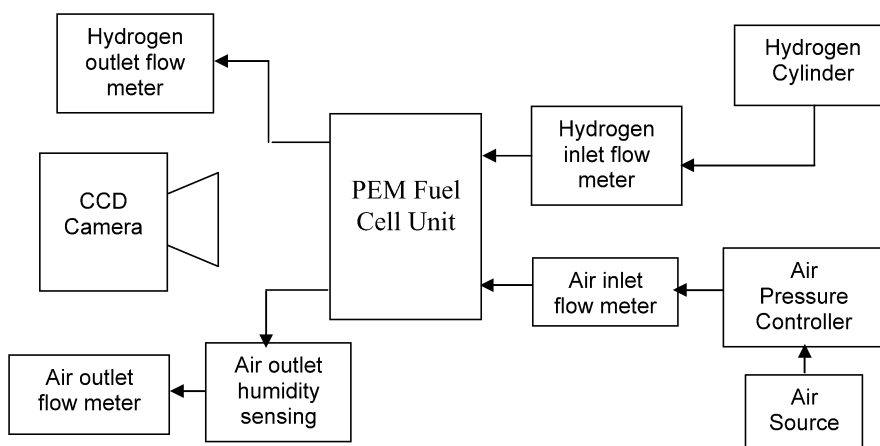 Hydrogen
outlet flow
meter
Hydrogen
Cylinder
Hydrogen
inlet flow
meter
CCD
Camera
PEM Fuel
Cell Unit
Air inlet
flow meter
Air
Pressure
Controller
Air outlet
flow meter
Air outlet
humidity
sensing
Air
Source